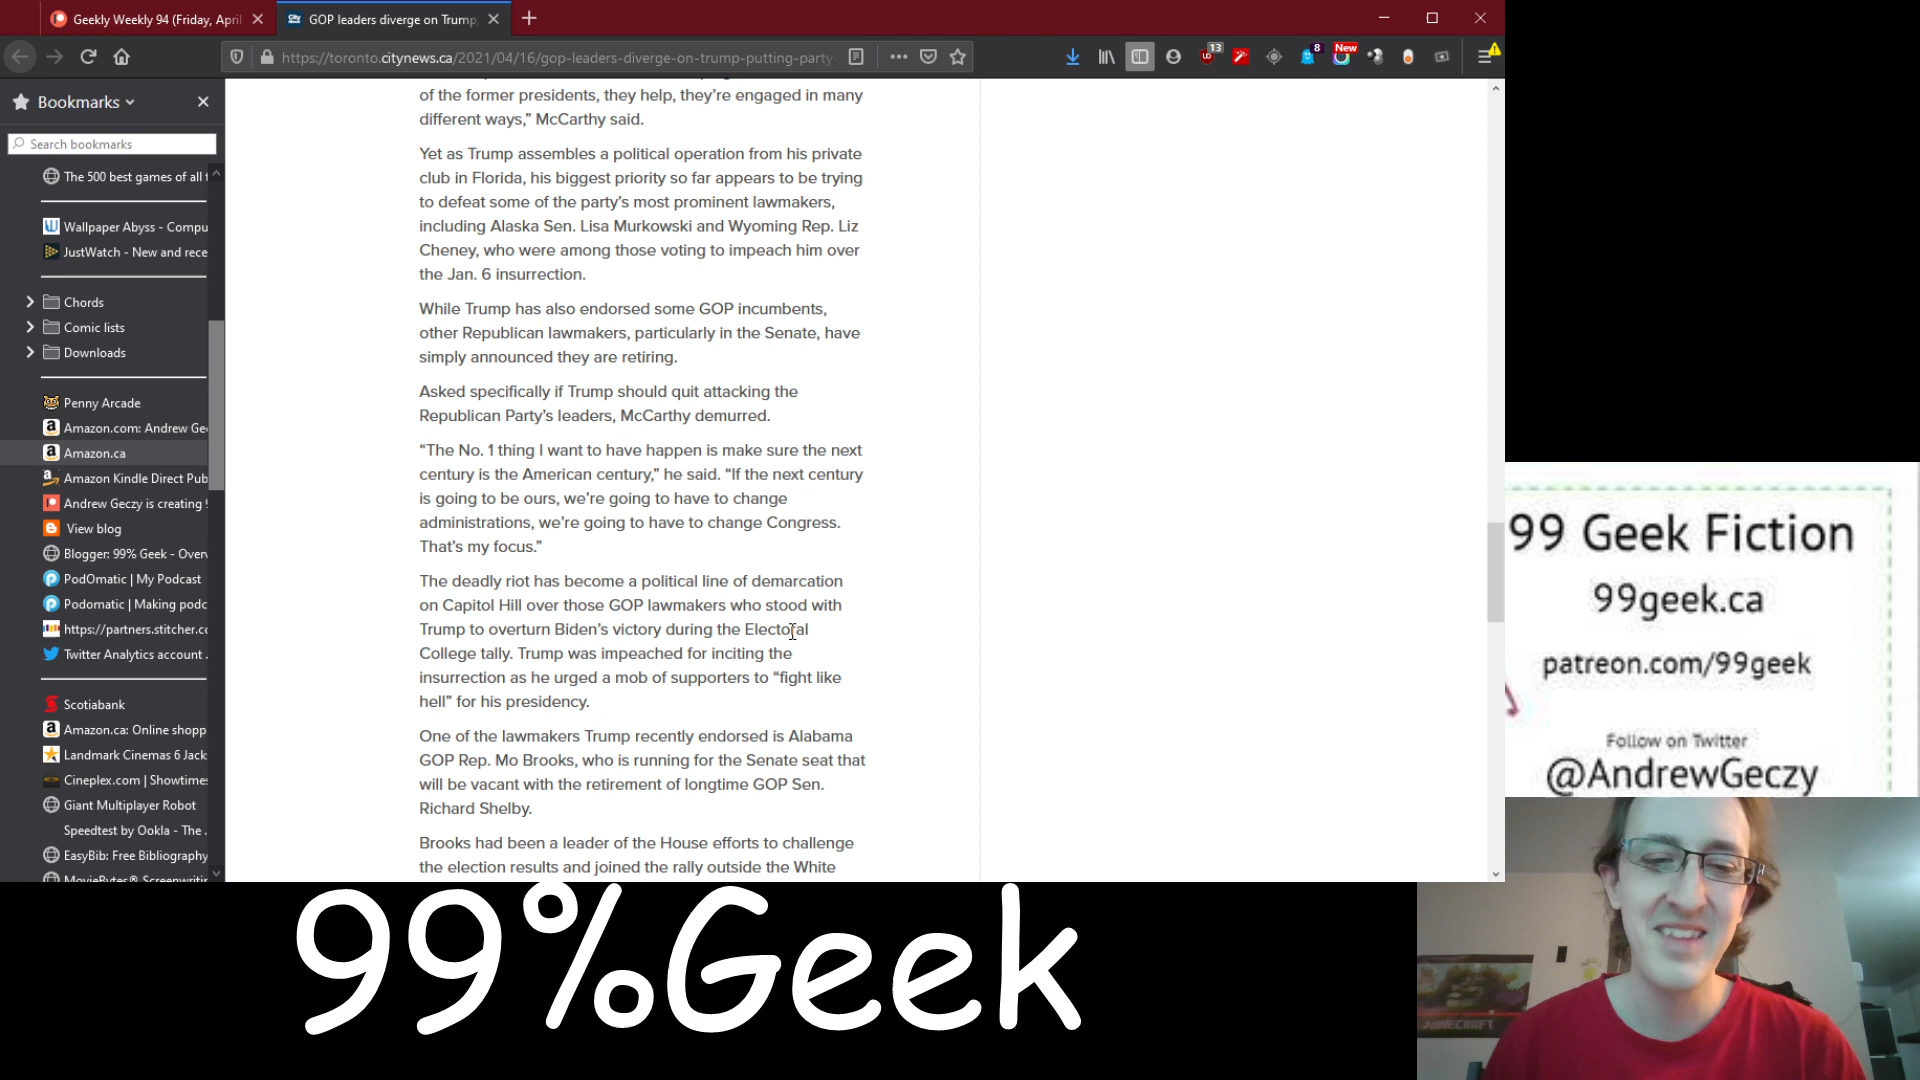 Geekly Weekly 94 (Friday, April
GOP leaders diverge on Trump,
https://toronto.citynews.ca/2021/04/16/gop-leaders-diverge-on-trump-putting-party-
13
8
New
Bookmarks
Search bookmarks
The 500 best games of all t
Wallpaper Abyss - Compu
JustWatch - New and rece
Chords
Comic lists
Downloads
Penny Arcade
Amazon.com: Andrew Ge
Amazon.ca
Amazon Kindle Direct Pub
Andrew Geczy is creating 9
View blog
Blogger: 99% Geek - Overv
PodOmatic | My Podcast
Podomatic | Making podc
https://partners.stitcher.co
Twitter Analytics account
Scotiabank
Amazon.ca: Online shopp
Landmark Cinemas 6 Jack
Cineplex.com | Showtimes
Giant Multiplayer Robot
Speedtest by Ookla - The
EasyBib: Free Bibliography
MovieBytes® Screenwritin
of the former presidents, they help, they’re engaged in many
different ways,” McCarthy said.
Yet as Trump assembles a political operation from his private
club in Florida, his biggest priority so far appears to be trying
to defeat some of the party’s most prominent lawmakers,
including Alaska Sen. Lisa Murkowski and Wyoming Rep. Liz
Cheney, who were among those voting to impeach him over
the Jan. 6 insurrection.
While Trump has also endorsed some GOP incumbents,
other Republican lawmakers, particularly in the Senate, have
simply announced they are retiring.
Asked specifically if Trump should quit attacking the
Republican Party’s leaders, McCarthy demurred.
“The No. 1 thing I want to have happen is make sure the next
century is the American century,” he said. “If the next century
is going to be ours, we’re going to have to change
administrations, we’re going to have to change Congress.
That’s my focus.”
The deadly riot has become a political line of demarcation
on Capitol Hill over those GOP lawmakers who stood with
Trump to overturn Biden’s victory during the Electoral
College tally. Trump was impeached for inciting the
insurrection as he urged a mob of supporters to “fight like
hell” for his presidency.
One of the lawmakers Trump recently endorsed is Alabama
GOP Rep. Mo Brooks, who is running for the Senate seat that
will be vacant with the retirement of longtime GOP Sen.
Richard Shelby.
Brooks had been a leader of the House efforts to challenge
the election results and joined the rally outside the White
99 Geek Fiction
99geek.ca
patreon.com/99geek
Follow on Twitter
@AndrewGeczy
MINECRAFT
99%Geek